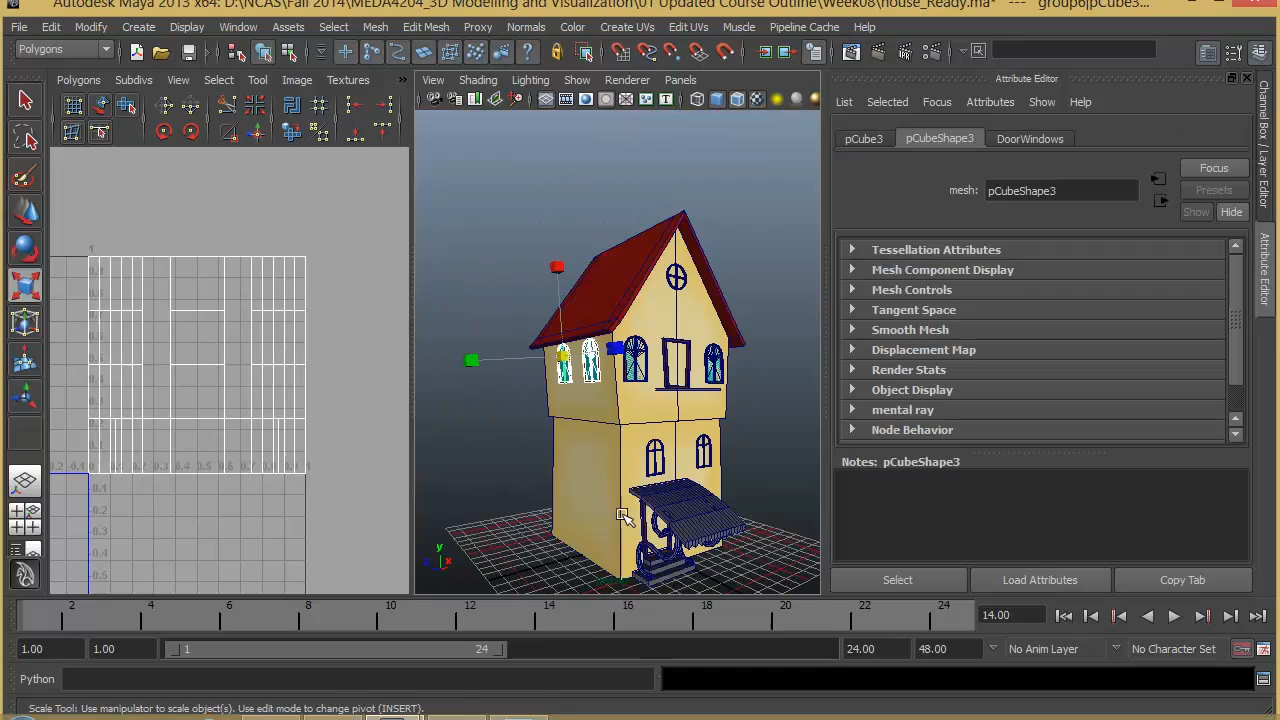 Autodesk Maya 2013 x64: D:\NCAS\Fall 2014\MEDA4204_3D Modelling and Visualization\01 Updated Course Outline\Week08\house_Ready.ma* --- group6|pCube3...
File Edit Modify Create Display Window Assets Select Mesh Edit Mesh Proxy Normals Color Create UVs Edit UVs Muscle Pipeline Cache Help
Polygons
Polygons Subdivs View Select Tool Image Textures »
View Shading Lighting Show Renderer Panels
Attribute Editor
List Selected Focus Attributes Show Help
pCube3 pCubeShape3 DoorWindows
Focus
mesh: pCubeShape3
Presets
Show Hide
Tessellation Attributes
Mesh Component Display
Mesh Controls
Tangent Space
Smooth Mesh
Displacement Map
Render Stats
Object Display
mental ray
Node Behavior
Notes: pCubeShape3
Select Load Attributes Copy Tab
Channel Box / Layer Editor
Attribute Editor
y
x
2 4 6 8 10 12 14 16 18 20 22 24
14.00
1.00 1.00 1 24 24.00 48.00 No Anim Layer No Character Set
Python
Scale Tool: Use manipulator to scale object(s). Use edit mode to change pivot (INSERT).